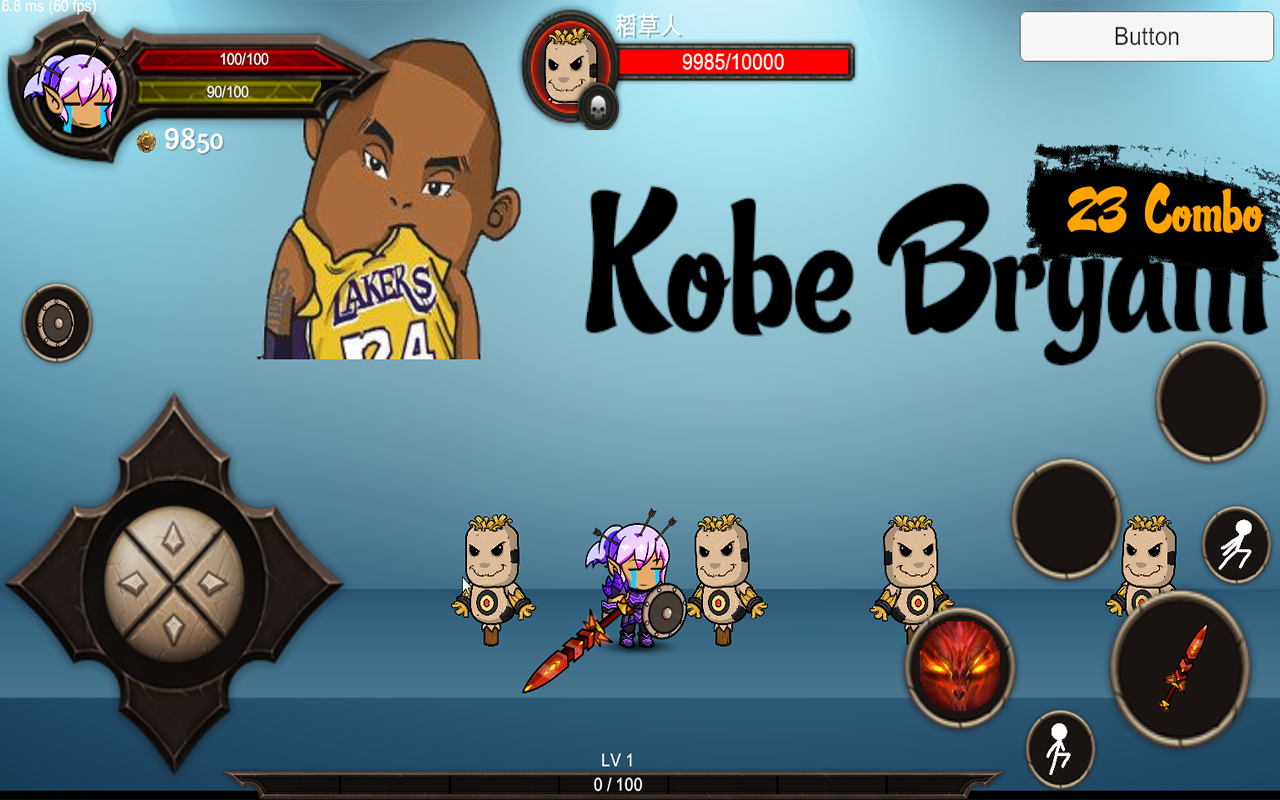 6.8 ms (60 fps)
100/100
90/100
9850
稻草人
9985/10000
Button
23 Combo
Kobe Bryant
LAKERS
24
LV 1
0 / 100